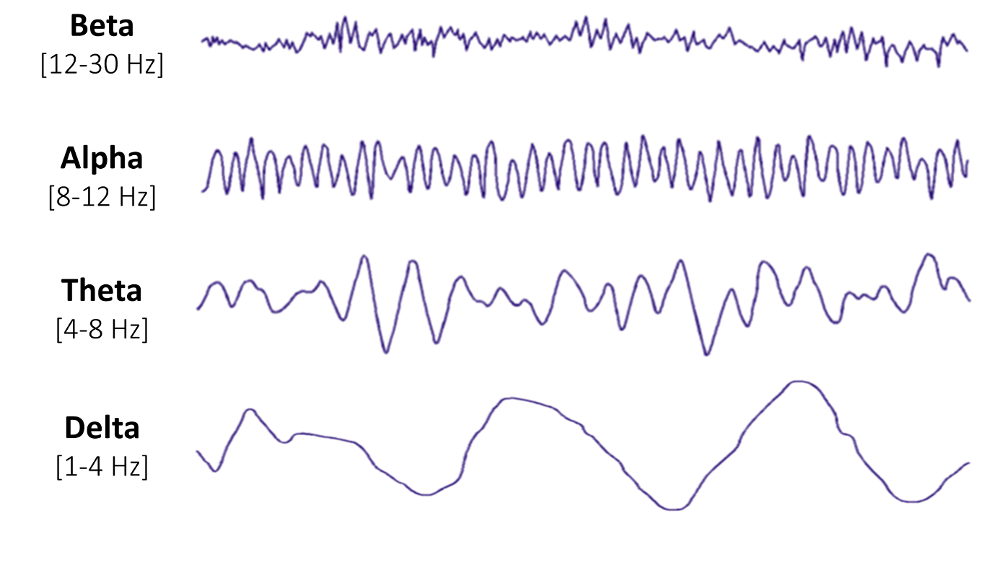 Beta
[12-30 Hz]
Alpha
[8-12 Hz]
Theta
[4-8 Hz]
Delta
[1-4 Hz]